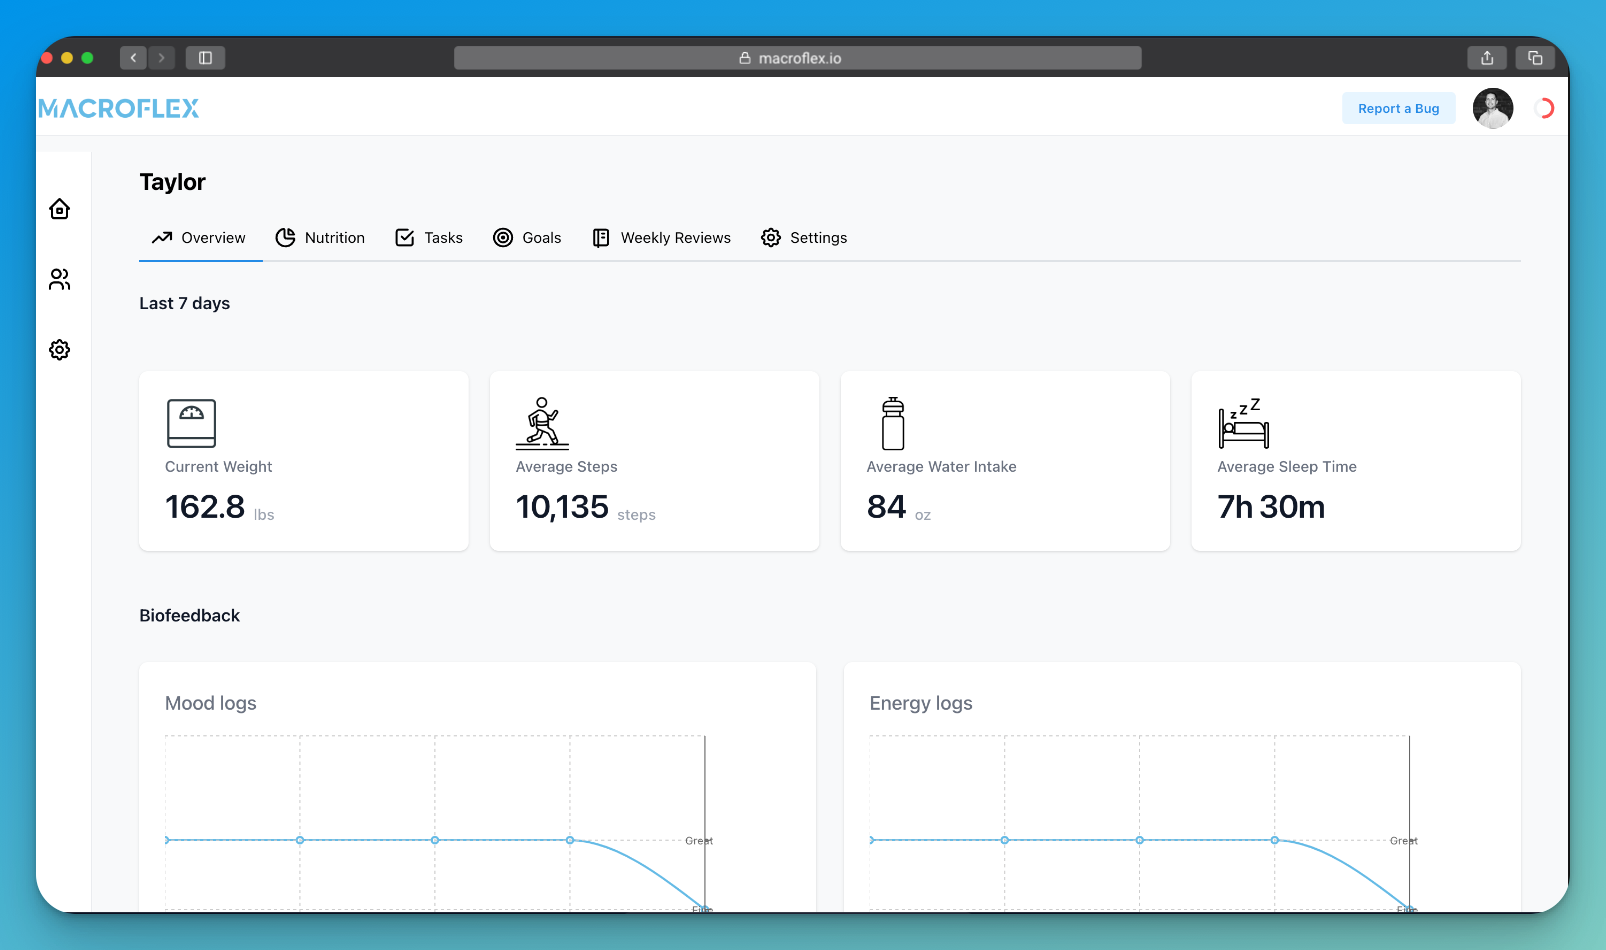 macroflex.io
MACROFLEX
Report a Bug
Taylor
Overview
Nutrition
Tasks
Goals
Weekly Reviews
Settings
Last 7 days
Current Weight
162.8 lbs
Average Steps
10,135 steps
Average Water Intake
84 oz
zzZ
Average Sleep Time
7h 30m
Biofeedback
Mood logs
Great
Energy logs
Great